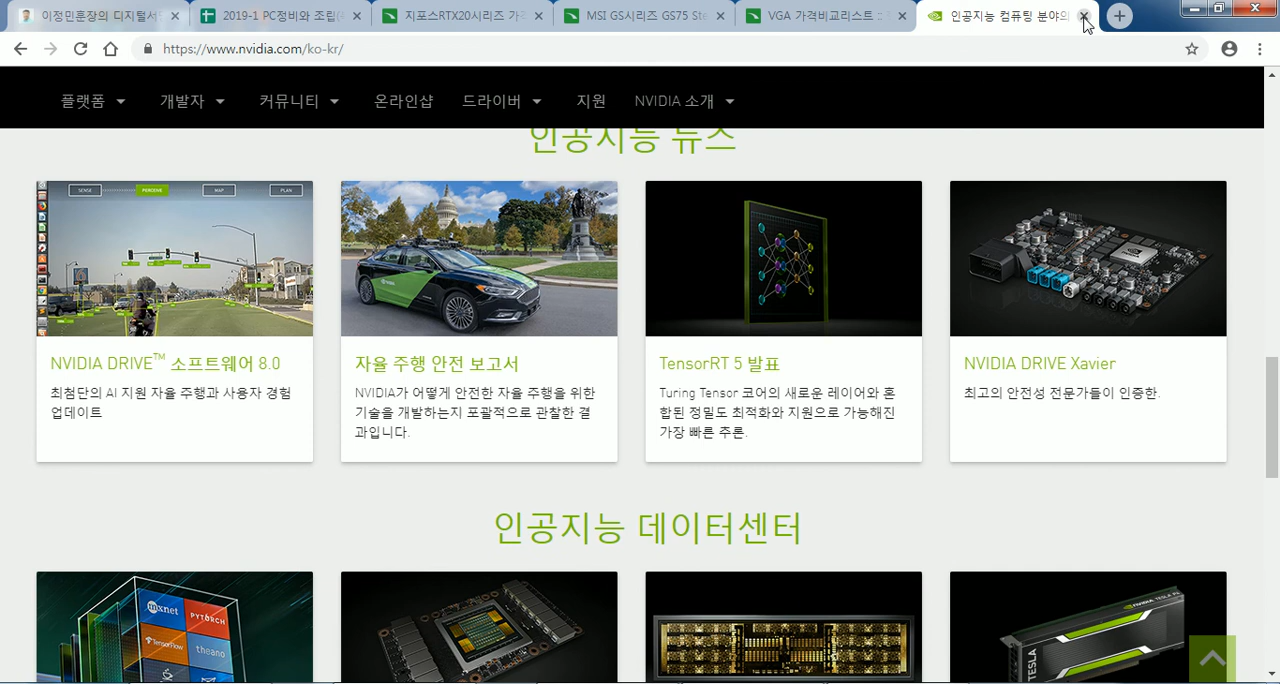 이정민훈장의 디지털서
2019-1 PC정비와 조립(
지포스RTX20시리즈 가
MSI GS시리즈 GS75 Ste
VGA 가격비교리스트 ::
인공지능 컴퓨팅 분야의
https://www.nvidia.com/ko-kr/
플랫폼
개발자
커뮤니티
온라인샵
드라이버
지원
NVIDIA 소개
인공지능 뉴스
SENSE
PERCEIVE
MAP
PLAN
NVIDIA DRIVE™ 소프트웨어 8.0
최첨단의 AI 지원 자율 주행과 사용자 경험
업데이트
자율 주행 안전 보고서
NVIDIA가 어떻게 안전한 자율 주행을 위한
기술을 개발하는지 포괄적으로 관찰한 결
과입니다.
TensorRT 5 발표
Turing Tensor 코어의 새로운 레이어와 혼
합된 정밀도 최적화와 지원으로 가능해진
가장 빠른 추론.
NVIDIA DRIVE Xavier
최고의 안전성 전문가들이 인증한.
인공지능 데이터센터
mxnet
PYTORCH
TensorFlow
theano
NVIDIA TESLA
TESLA